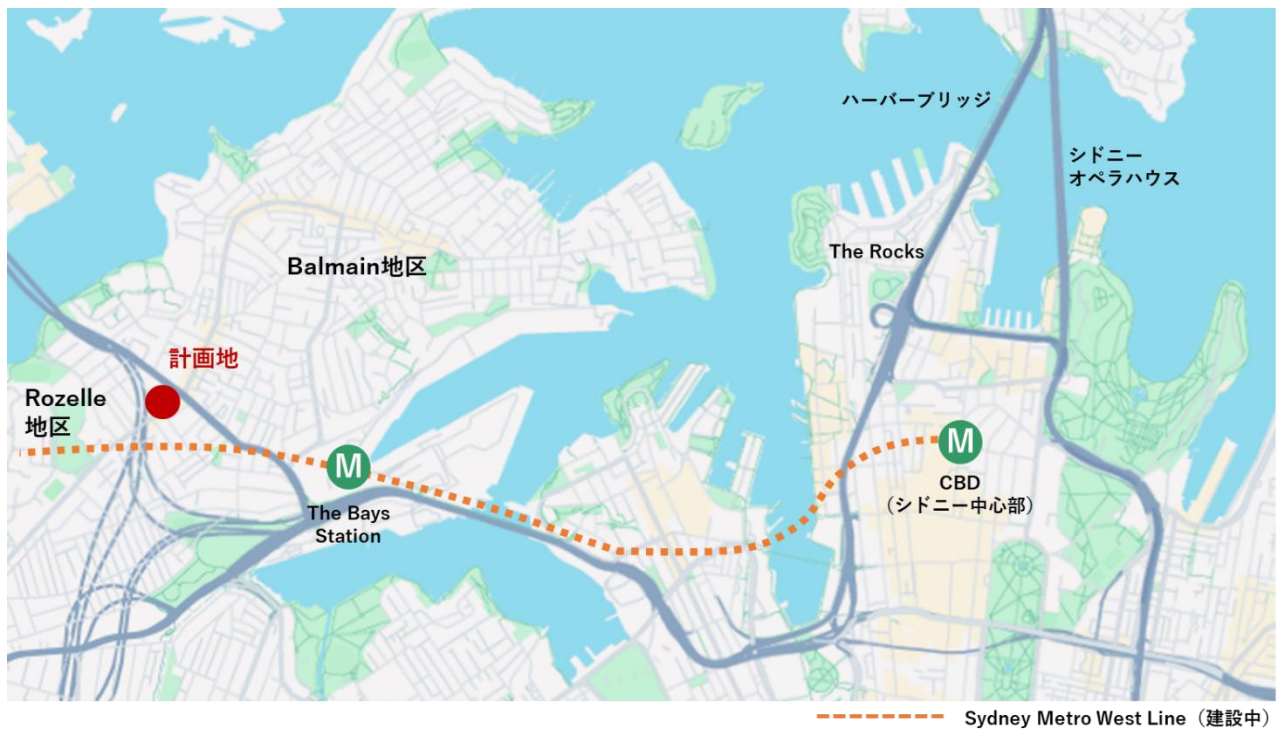 ハーバーブリッジ
シドニー
オペラハウス
The Rocks
Balmain地区
計画地
Rozelle
地区
M
The Bays
Station
M
CBD
（シドニー中心部）
Sydney Metro West Line（建設中）